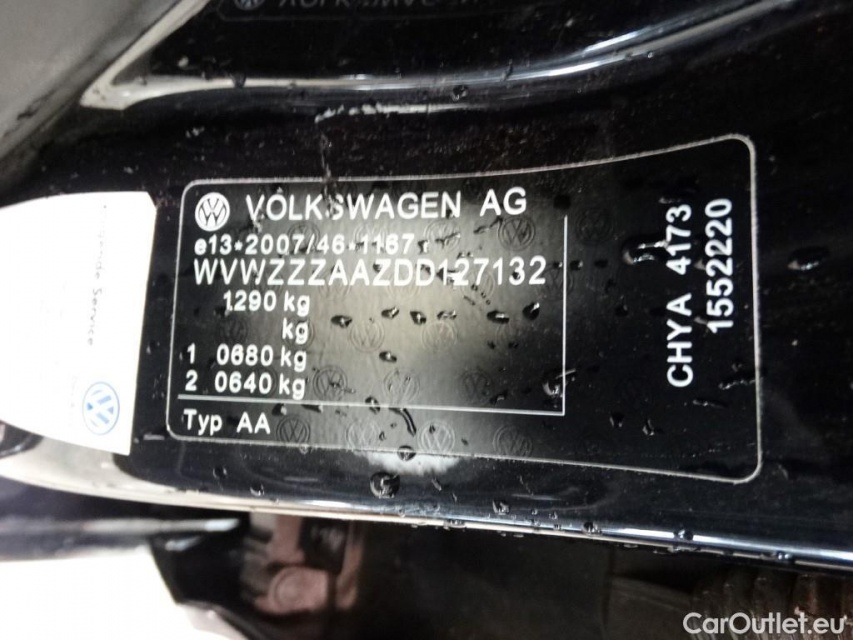 VOLKSWAGEN AG
e13*2007/46*1167
WVWZZZAAZDD127132
1290 kg
kg
1 0680 kg
2 0640 kg
Typ AA
CHYA 4173
1552220
Service
CarOutlet.eu